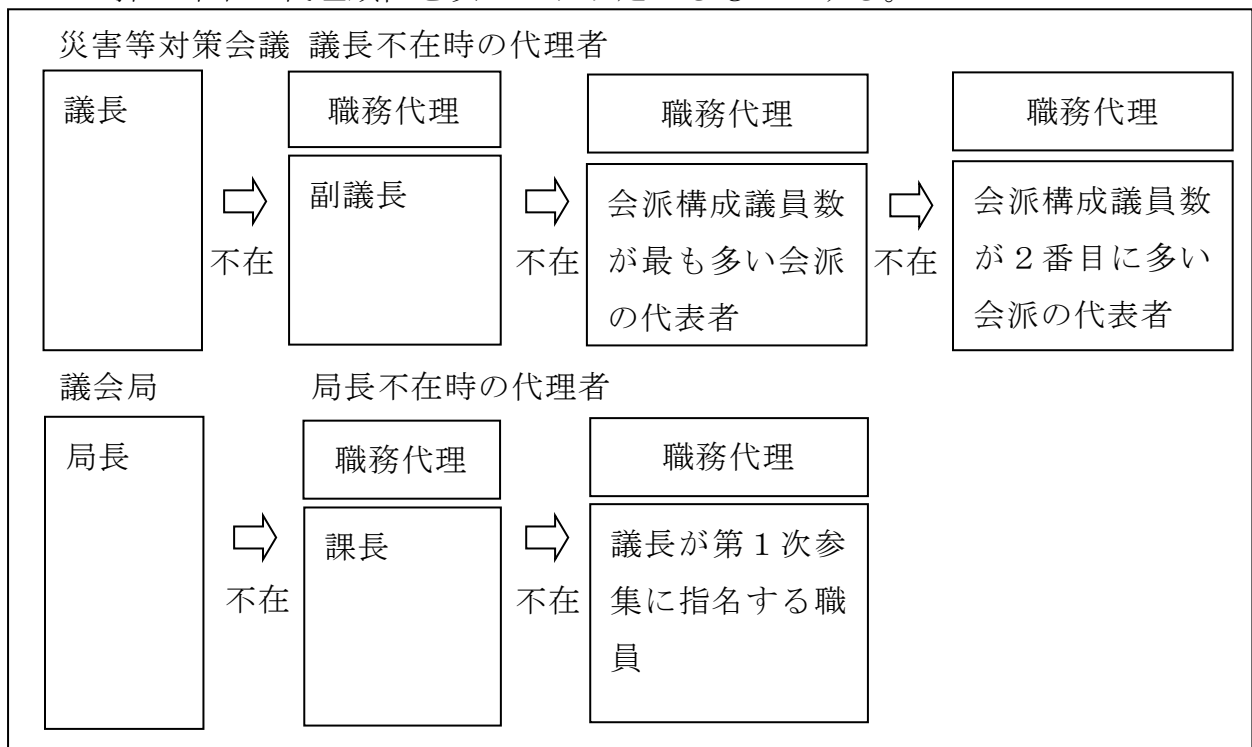 災害等対策会議 議長不在時の代理者
議長
不在
職務代理
副議長
不在
職務代理
会派構成議員数
が最も多い会派
の代表者
不在
職務代理
会派構成議員数
が２番目に多い
会派の代表者
議会局 局長不在時の代理者
局長
不在
職務代理
課長
不在
職務代理
議長が第１次参
集に指名する職
員